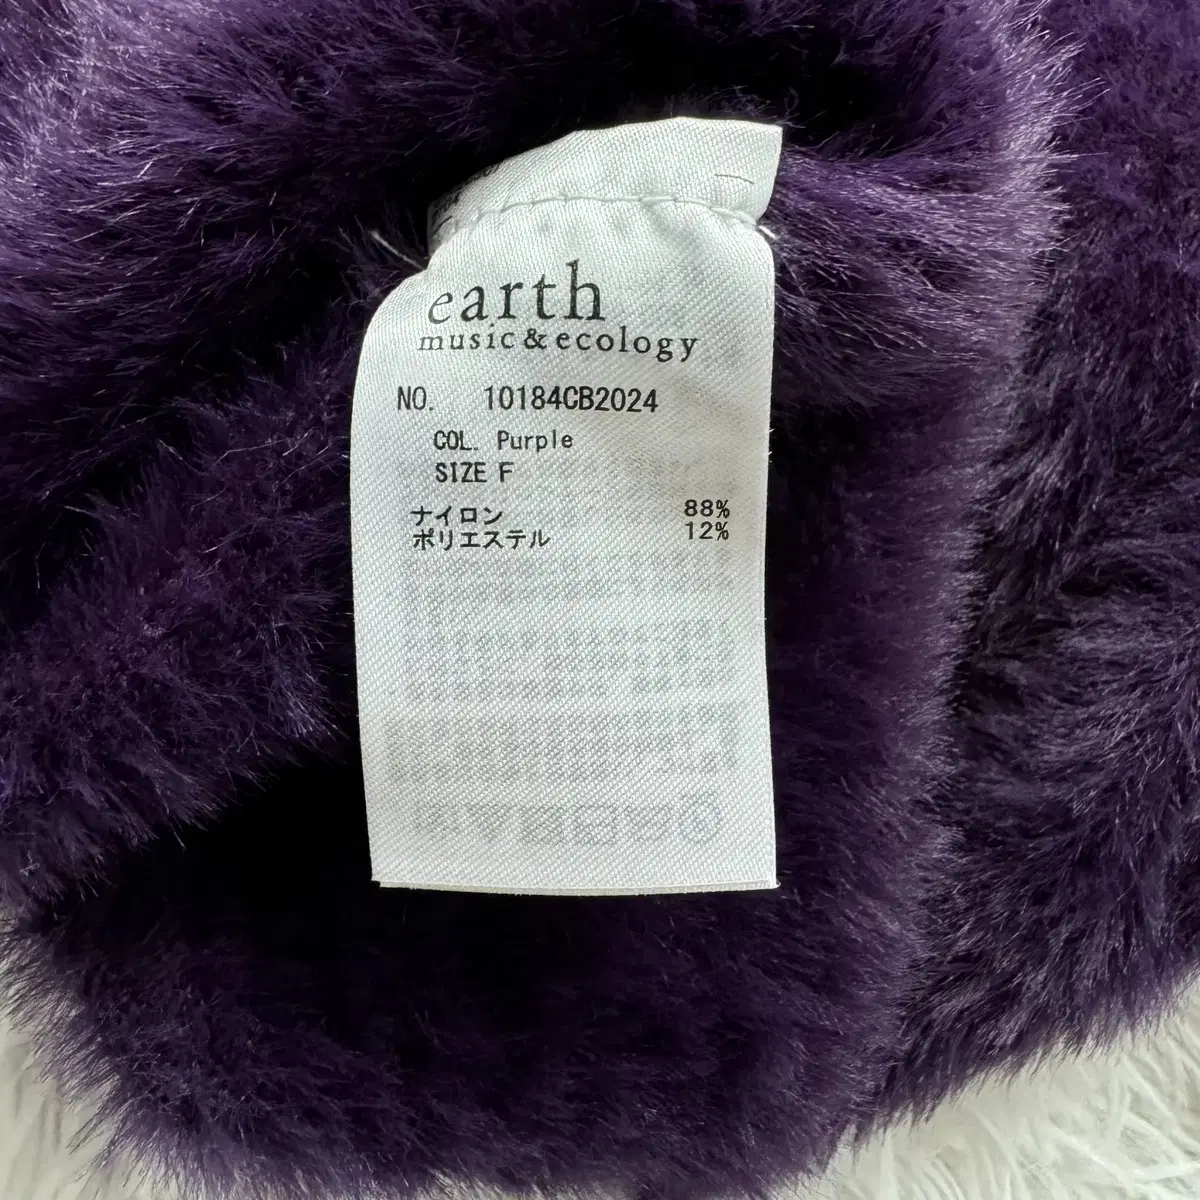 earth
music&ecology
NO. 10184CB2024
COL. Purple
SIZE F
ナイロン 88%
ポリエステル 12%